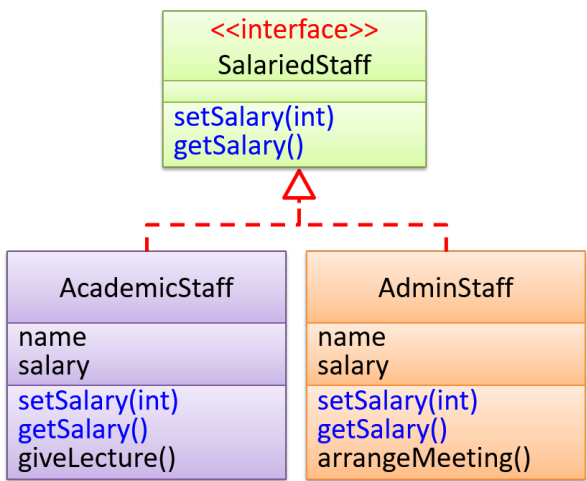 <<interface>>
SalariedStaff
setSalary(int)
getSalary()
AcademicStaff
name
salary
setSalary(int)
getSalary()
giveLecture()
AdminStaff
name
salary
setSalary(int)
getSalary()
arrangeMeeting()